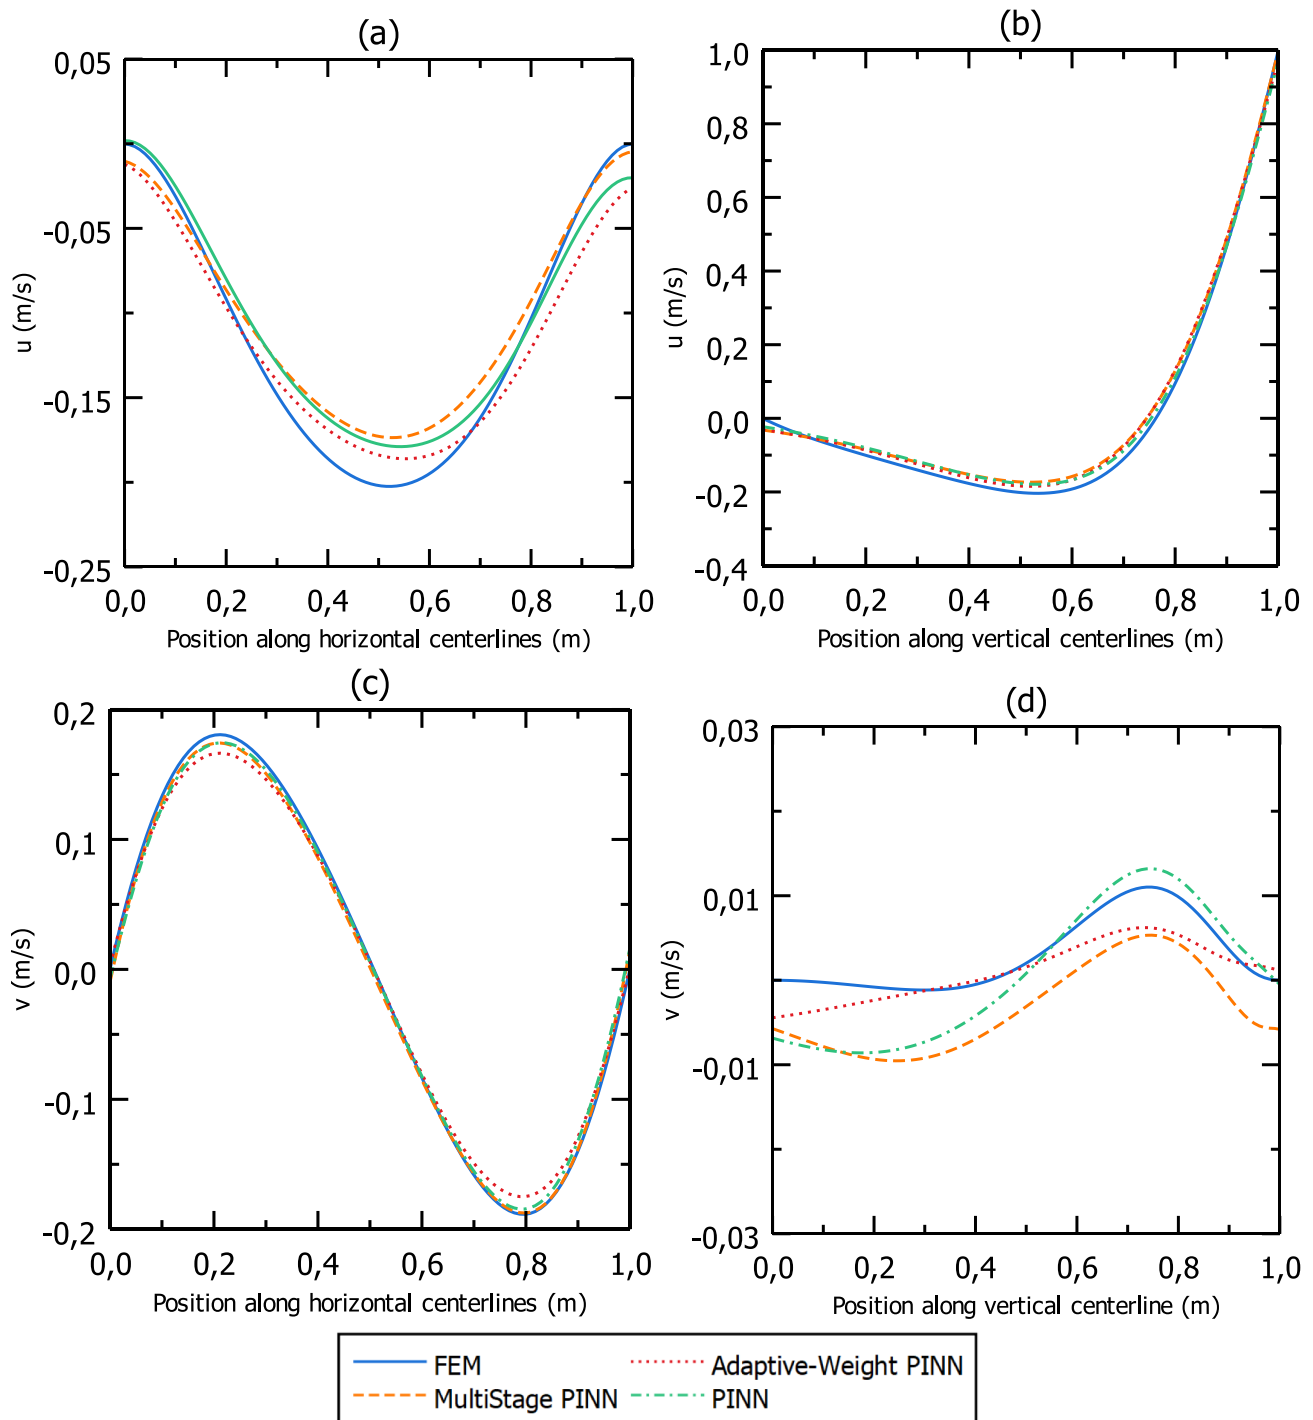 (a)
0,05
-0,05
-0,15
-0,25
u (m/s)
0,0 0,2 0,4 0,6 0,8 1,0
Position along horizontal centerlines (m)
(b)
1,0
0,8
0,6
0,4
0,2
0,0
-0,2
-0,4
u (m/s)
0,0 0,2 0,4 0,6 0,8 1,0
Position along vertical centerlines (m)
(c)
0,2
0,1
0,0
-0,1
-0,2
v (m/s)
0,0 0,2 0,4 0,6 0,8 1,0
Position along horizontal centerlines (m)
(d)
0,03
0,01
-0,01
-0,03
v (m/s)
0,0 0,2 0,4 0,6 0,8 1,0
Position along vertical centerline (m)
FEM
Adaptive-Weight PINN
MultiStage PINN
PINN